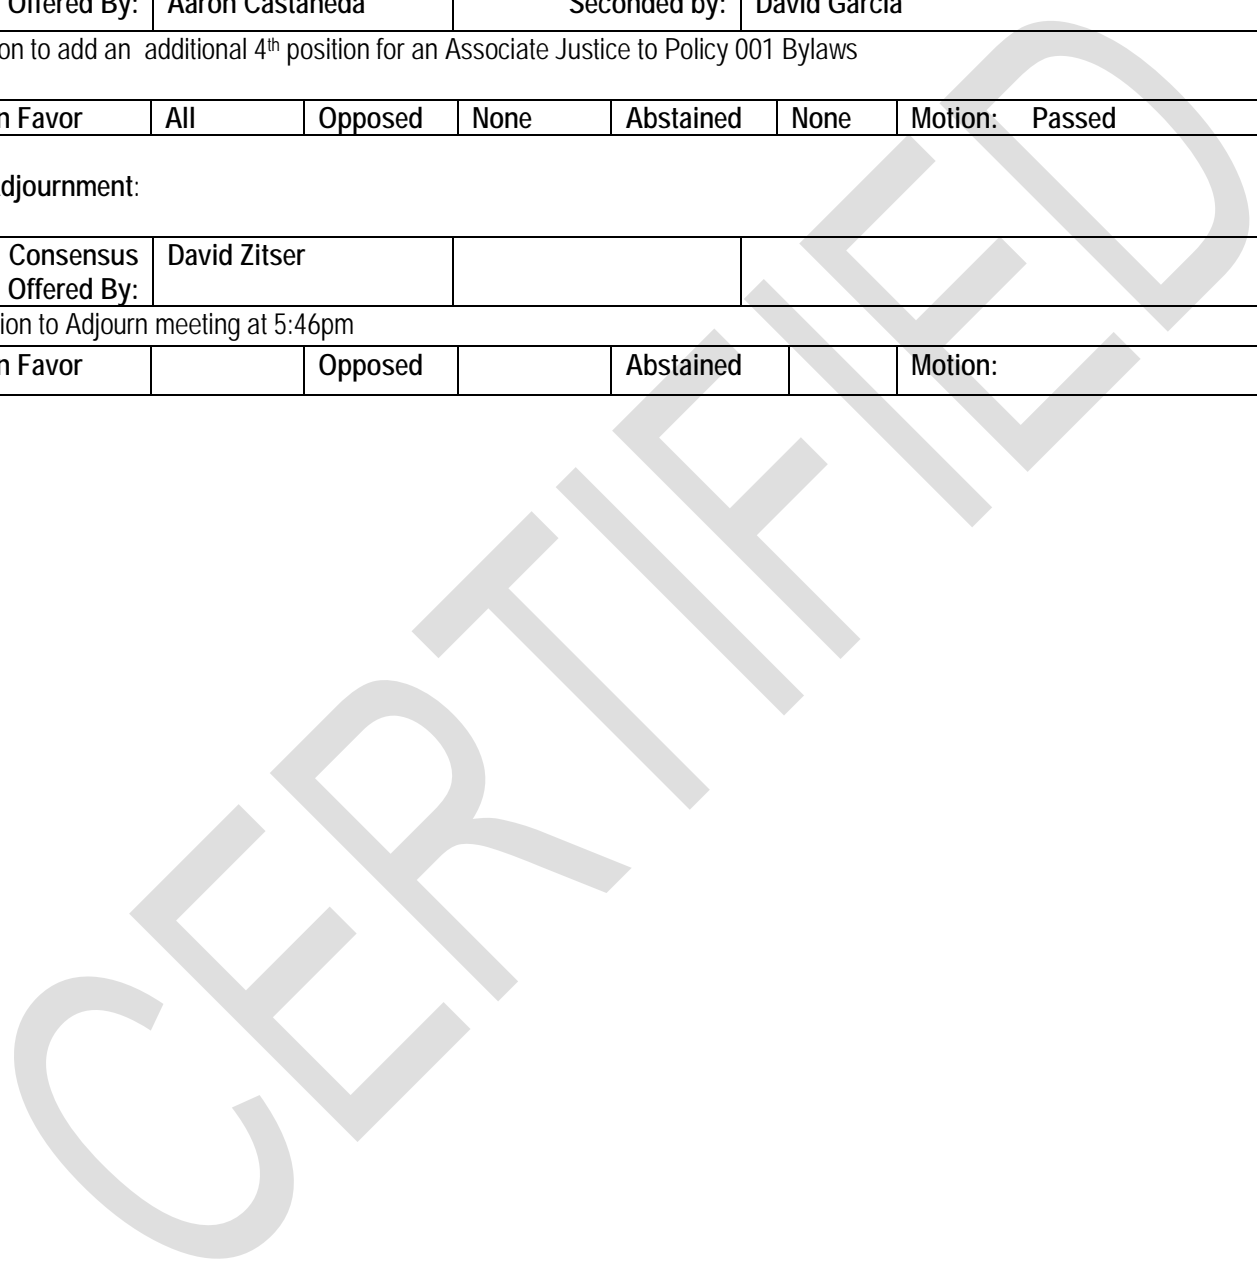 Offered By: Aaron Castaneda Seconded by: David Garcia
on to add an additional 4th position for an Associate Justice to Policy 001 Bylaws
n Favor All Opposed None Abstained None Motion: Passed
djournment:
Consensus David Zitser
Offered By:
ion to Adjourn meeting at 5:46pm
n Favor Opposed Abstained Motion:
CERTIFIED